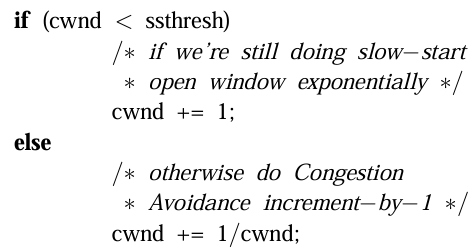 if (cwnd < ssthresh)
/* if we're still doing slow−start
* open window exponentially */
cwnd += 1;
else
/* otherwise do Congestion
* Avoidance increment−by−1 */
cwnd += 1/cwnd;